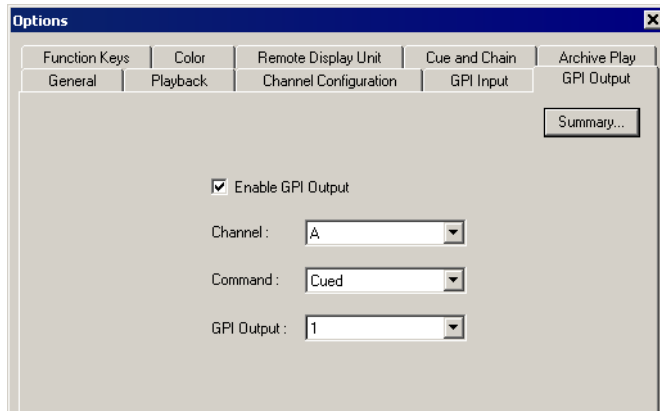 Options
Function Keys Color Remote Display Unit Cue and Chain Archive Play
General Playback Channel Configuration GPI Input GPI Output
Summary...
Enable GPI Output
Channel : A
Command : Cued
GPI Output : 1